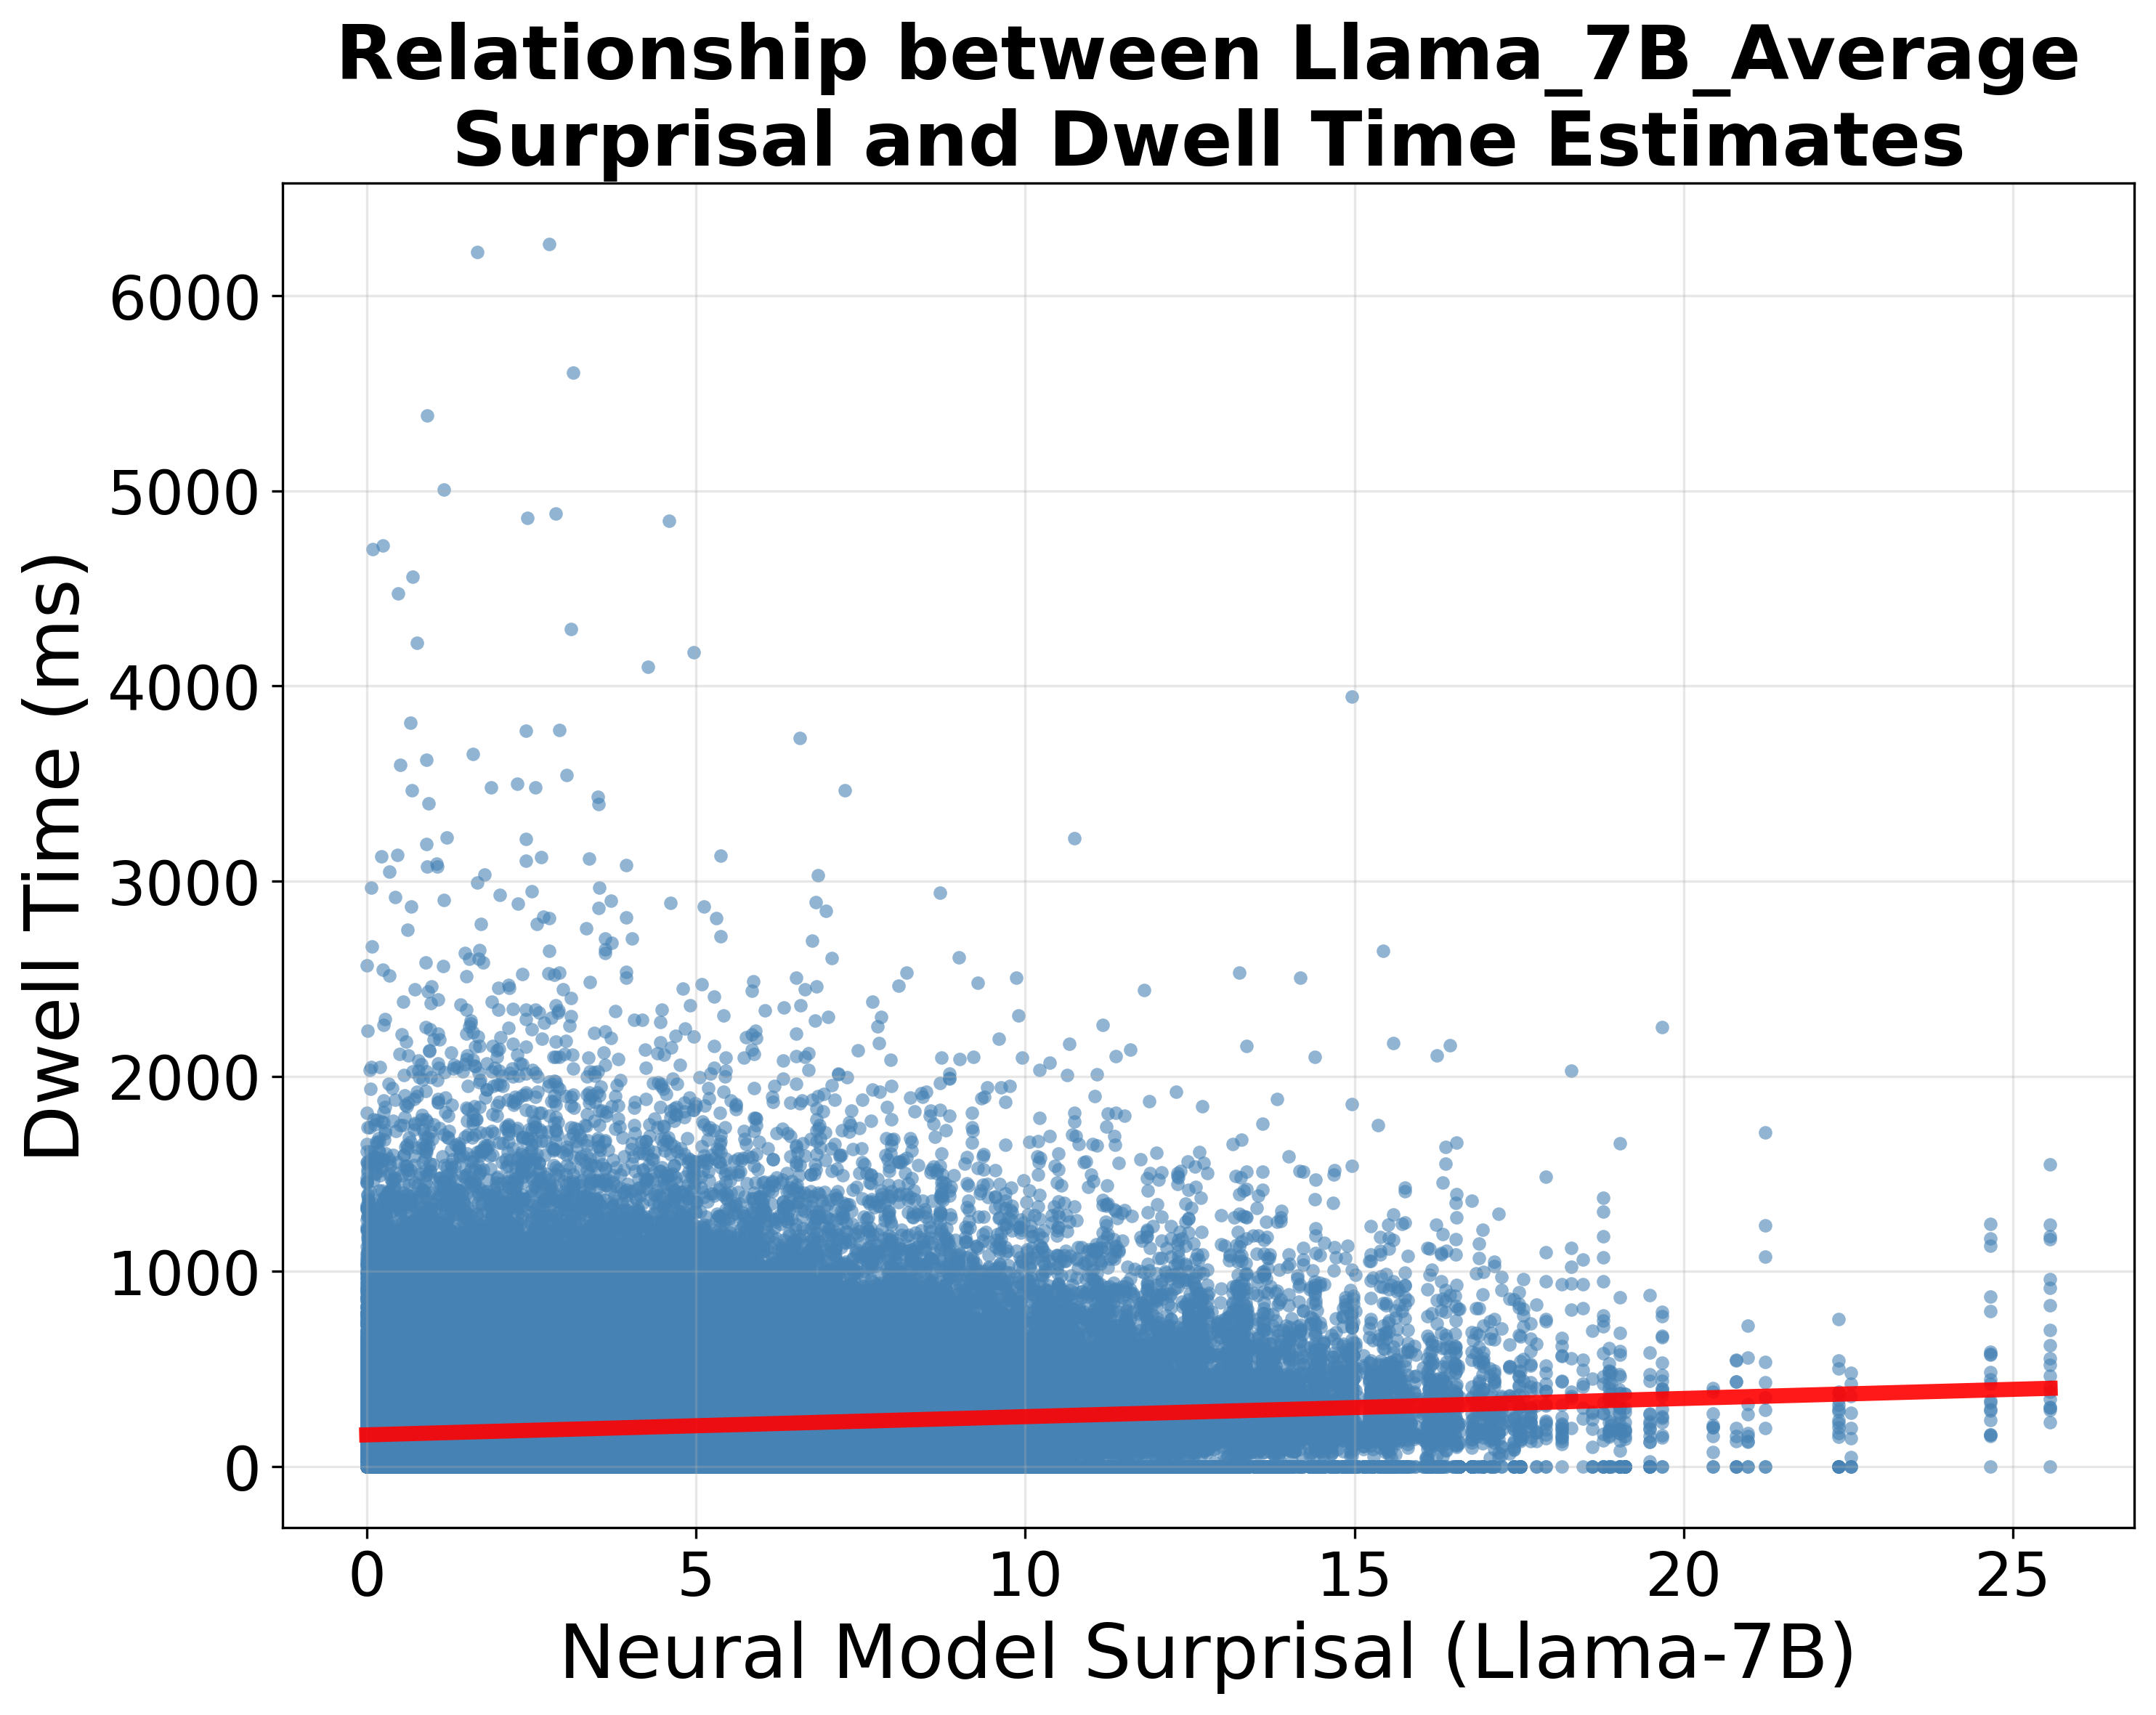 Relationship between Llama_7B_Average
Surprisal and Dwell Time Estimates
Dwell Time (ms)
6000
5000
4000
3000
2000
1000
0
0 5 10 15 20 25
Neural Model Surprisal (Llama-7B)